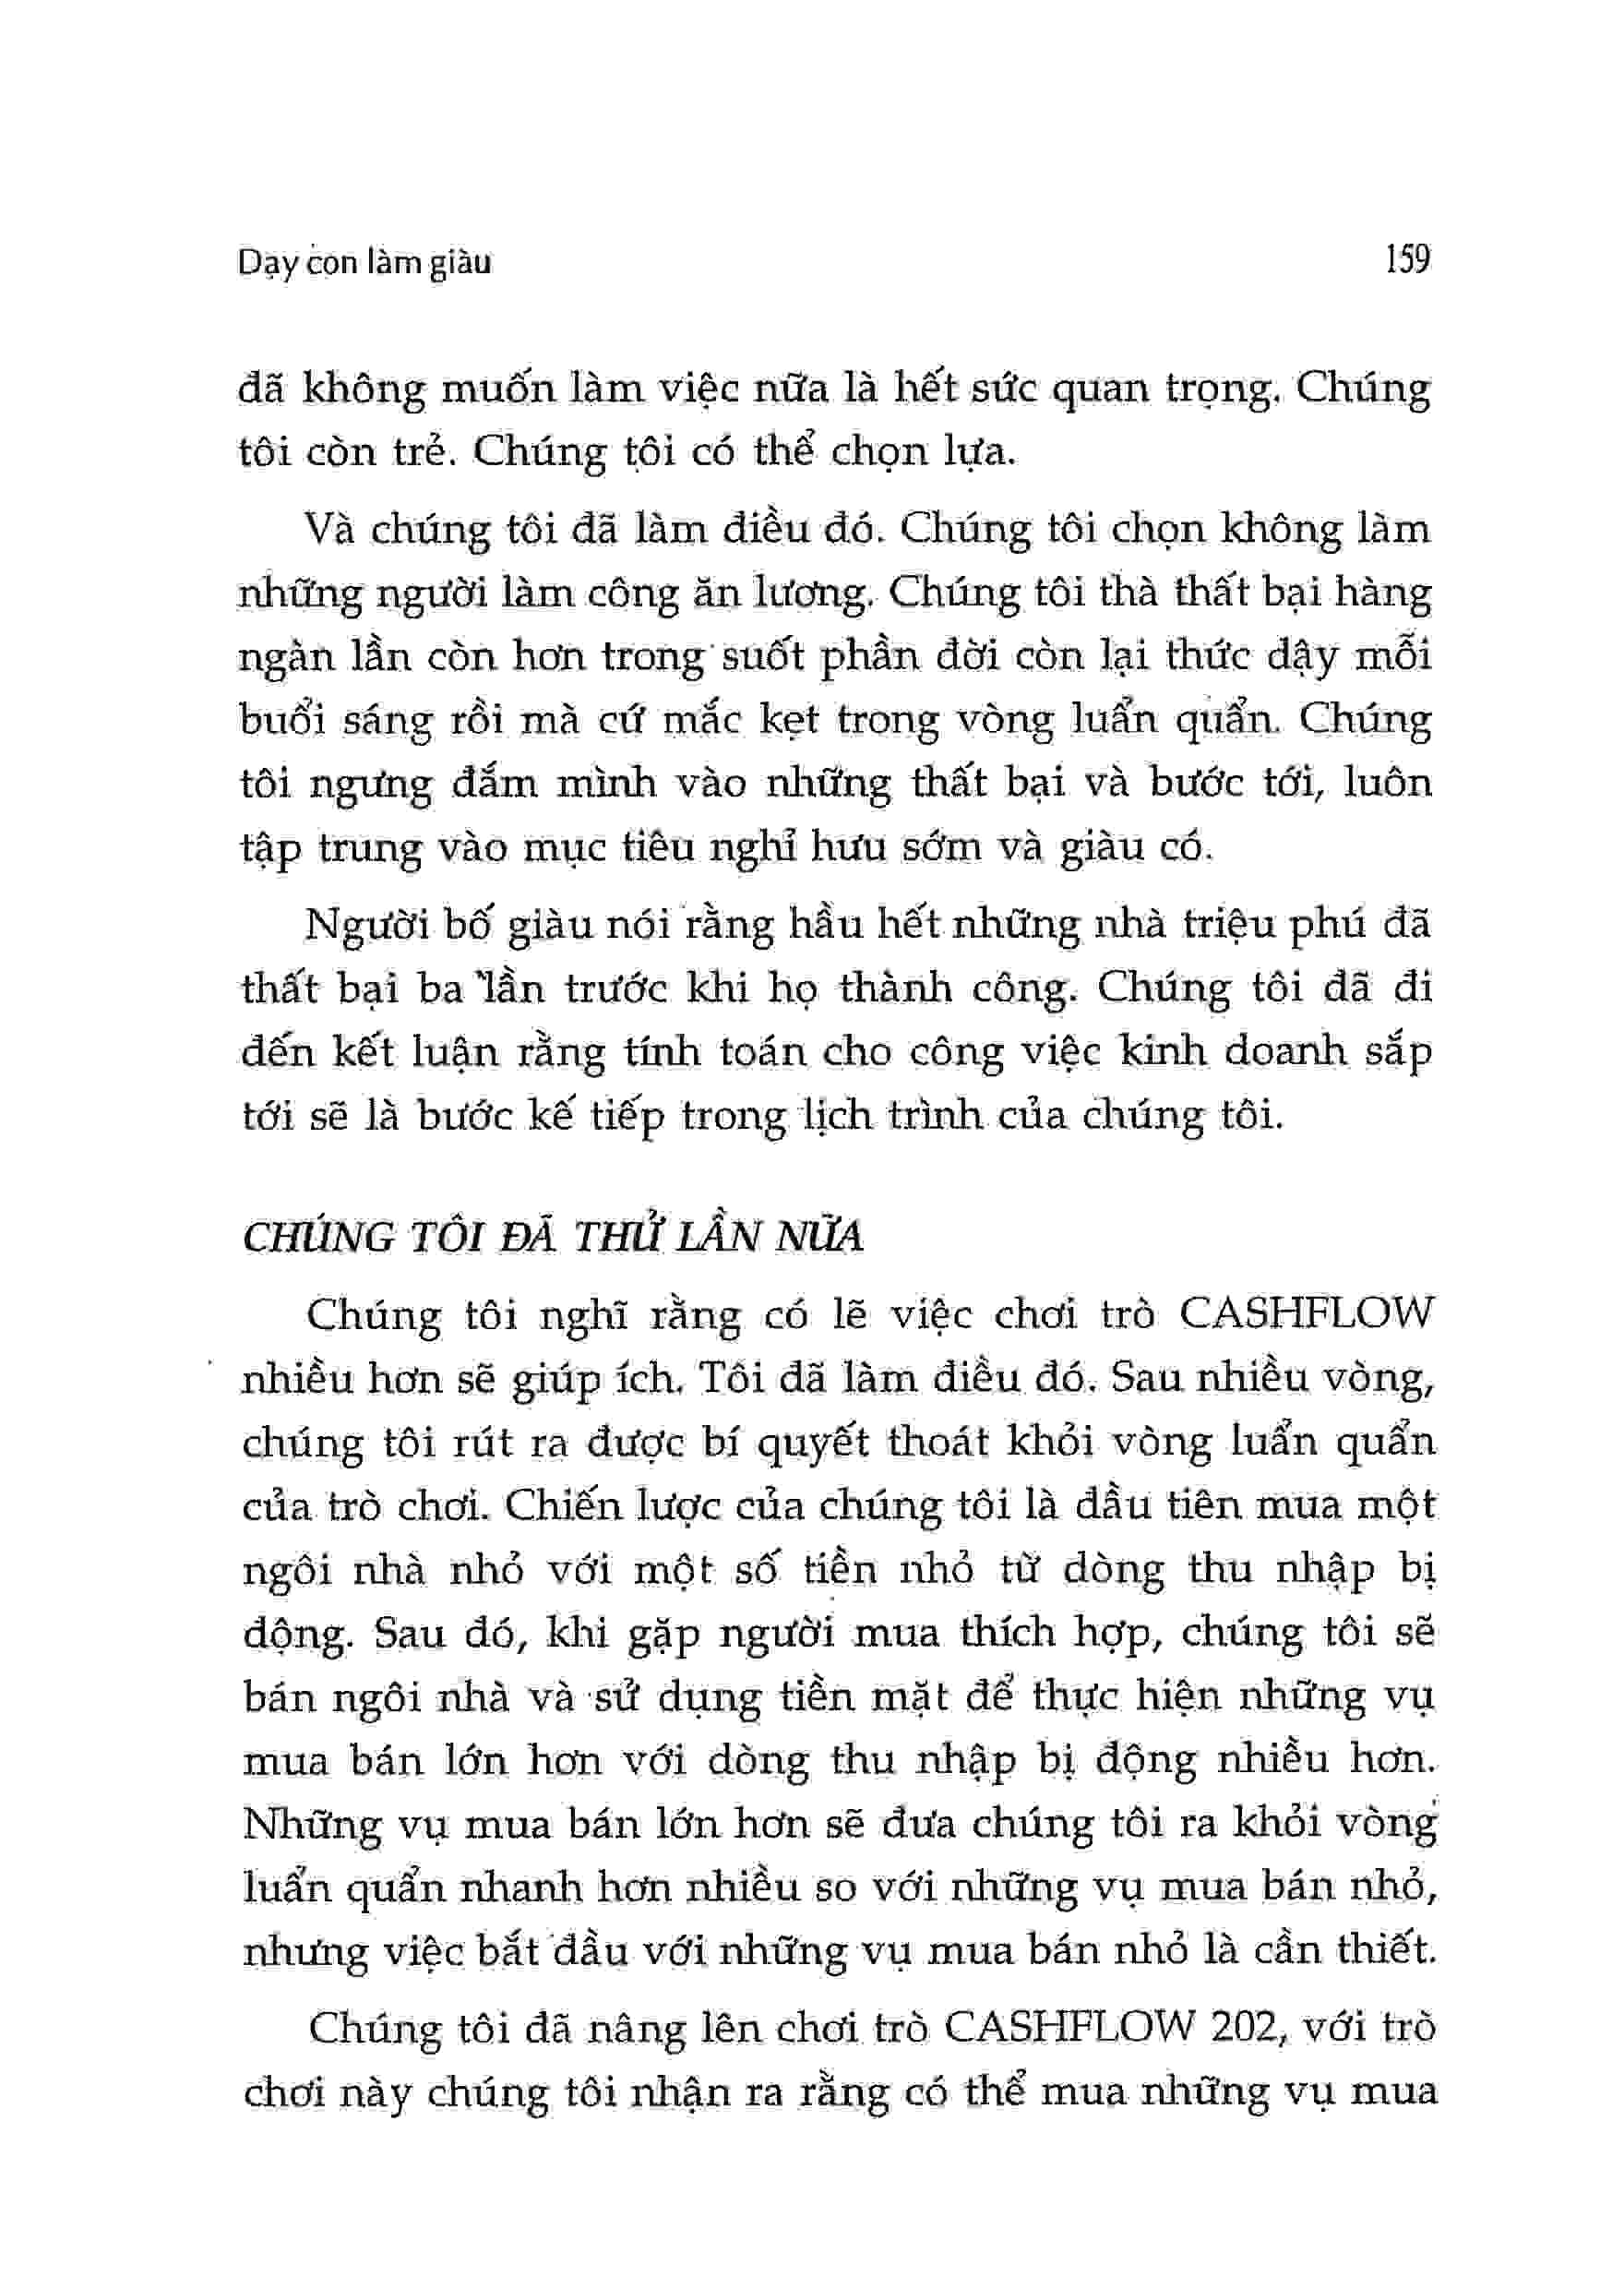 Dạy con làm giàu 159
đã không muốn làm việc nữa là hết sức quan trọng. Chúng
tôi còn trẻ. Chúng tôi có thể chọn lựa.
Và chúng tôi đã làm điều đó. Chúng tôi chọn không làm
những người làm công ăn lương. Chúng tôi thà thất bại hàng
ngàn lần còn hơn trong suốt phần đời còn lại thức dậy mỗi
buổi sáng rồi mà cứ mắc kẹt trong vòng luẩn quẩn. Chúng
tôi ngưng đắm mình vào những thất bại và bước tới, luôn
tập trung vào mục tiêu nghỉ hưu sớm và giàu có.
Người bố giàu nói rằng hầu hết những nhà triệu phú đã
thất bại ba lần trước khi họ thành công. Chúng tôi đã đi
đến kết luận rằng tính toán cho công việc kinh doanh sắp
tới sẽ là bước kế tiếp trong lịch trình của chúng tôi.
CHÚNG TÔI ĐÃ THỬ LẦN NỮA
Chúng tôi nghĩ rằng có lẽ việc chơi trò CASHFLOW
nhiều hơn sẽ giúp ích. Tôi đã làm điều đó. Sau nhiều vòng,
chúng tôi rút ra được bí quyết thoát khỏi vòng luẩn quẩn
của trò chơi. Chiến lược của chúng tôi là đầu tiên mua một
ngôi nhà nhỏ với một số tiền nhỏ từ dòng thu nhập bị
động. Sau đó, khi gặp người mua thích hợp, chúng tôi sẽ
bán ngôi nhà và sử dụng tiền mặt để thực hiện những vụ
mua bán lớn hơn với dòng thu nhập bị động nhiều hơn.
Những vụ mua bán lớn hơn sẽ đưa chúng tôi ra khỏi vòng
luẩn quẩn nhanh hơn nhiều so với những vụ mua bán nhỏ,
nhưng việc bắt đầu với những vụ mua bán nhỏ là cần thiết.
Chúng tôi đã nâng lên chơi trò CASHFLOW 202, với trò
chơi này chúng tôi nhận ra rằng có thể mua những vụ mua